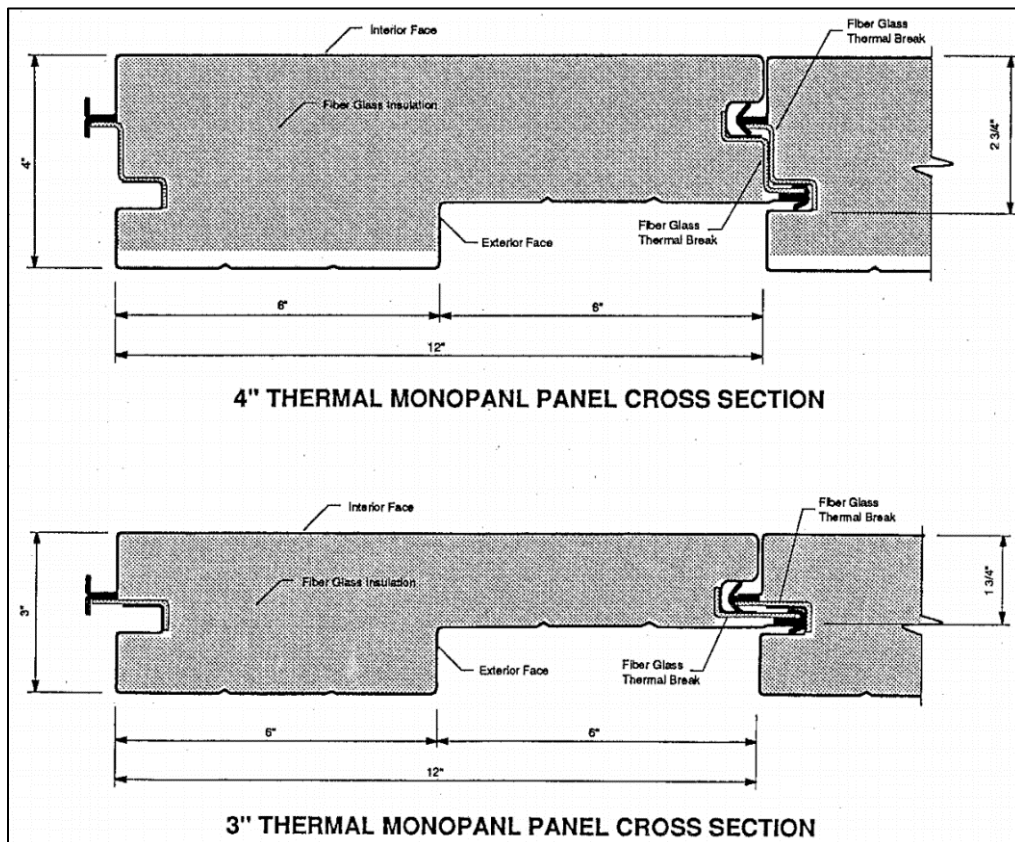 Interior Face
Fiber Glass
Thermal Break
Fiber Glass Insulation
4"
2 3/4"
Fiber Glass
Thermal Break
Exterior Face
6"
6"
12"
4" THERMAL MONOPANL PANEL CROSS SECTION
Interior Face
Fiber Glass
Thermal Break
Fiber Glass Insulation
3"
1 3/4"
Fiber Glass
Thermal Break
Exterior Face
6"
6"
12"
3" THERMAL MONOPANL PANEL CROSS SECTION